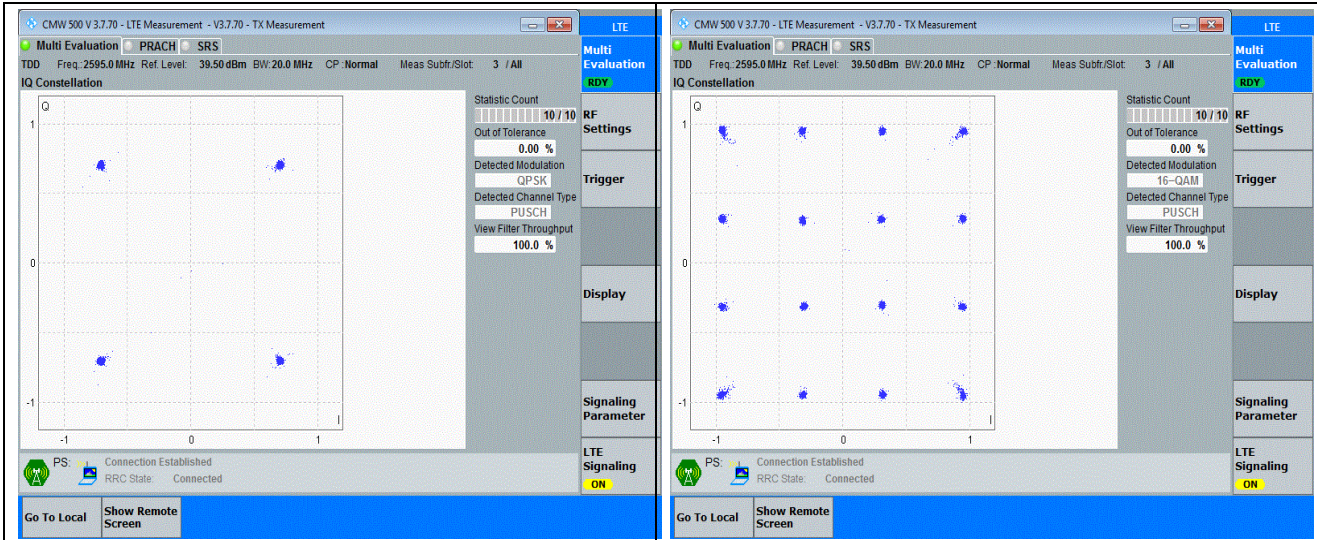 CMW 500 V 3.7.70 - LTE Measurement - V3.7.70 - TX Measurement
LTE
Multi Evaluation PRACH SRS
Multi
Evaluation
RDY
TDD Freq.:2595.0 MHz Ref. Level: 39.50 dBm BW:20.0 MHz CP :Normal Meas Subfr./Slot: 3 / All
IQ Constellation
Q
1
0
-1
-1
0
1
I
Statistic Count
10 / 10
Out of Tolerance
0.00 %
Detected Modulation
QPSK
Detected Channel Type
PUSCH
View Filter Throughput
100.0 %
RF
Settings
Trigger
Display
Signaling
Parameter
LTE
Signaling
ON
PS: Connection Established
RRC State: Connected
Go To Local
Show Remote
Screen
CMW 500 V 3.7.70 - LTE Measurement - V3.7.70 - TX Measurement
LTE
Multi Evaluation PRACH SRS
Multi
Evaluation
RDY
TDD Freq.:2595.0 MHz Ref. Level: 39.50 dBm BW:20.0 MHz CP :Normal Meas Subfr./Slot: 3 / All
IQ Constellation
Q
1
0
-1
-1
0
1
I
Statistic Count
10 / 10
Out of Tolerance
0.00 %
Detected Modulation
16-QAM
Detected Channel Type
PUSCH
View Filter Throughput
100.0 %
RF
Settings
Trigger
Display
Signaling
Parameter
LTE
Signaling
ON
PS: Connection Established
RRC State: Connected
Go To Local
Show Remote
Screen